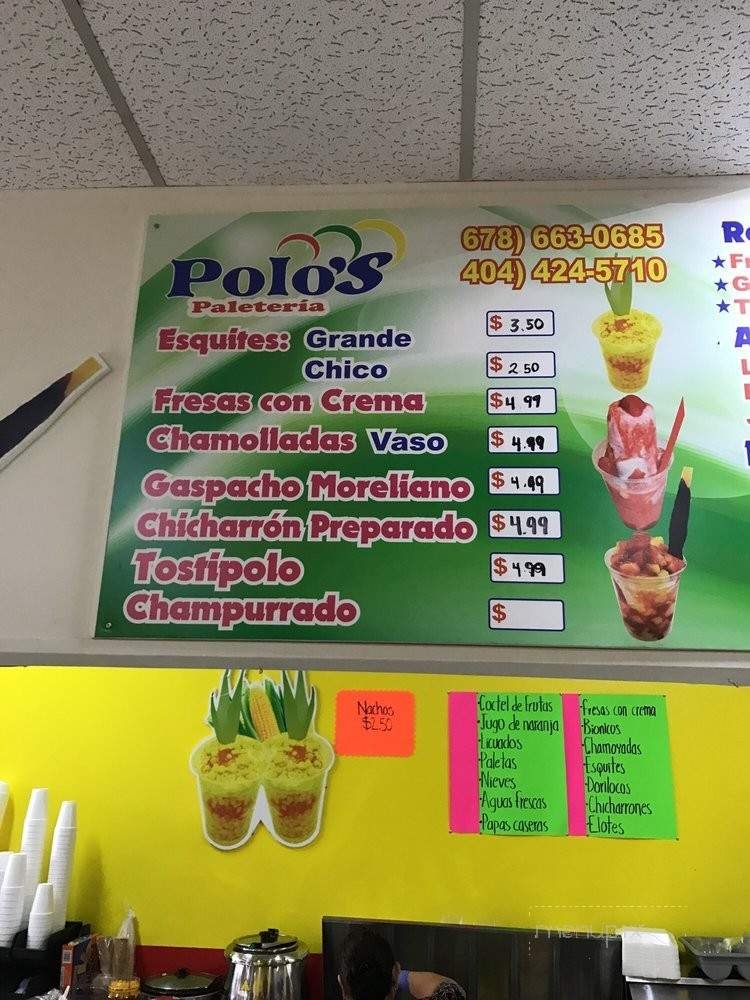 Polo's
Paletería
678) 663-0685
404) 424-5710
Esquites: Grande $ 3.50
Chico $ 2 50
Fresas con Crema $ 4.99
Chamolladas Vaso $ 4.99
Gaspacho Moreliano $ 4.99
Chicharrón Preparado $ 4.99
Tostipolo $ 4.99
Champurrado $
Nachos
$2.50
·Coctel de frutas
·Jugo de naranja
·Licuados
·Paletas
·Nieves
·Aguas frescas
·Papas caseras
·Fresas con crema
·Bionicos
·Chamoyadas
·Esquites
·Dorilocos
·Chicharrones
·Elotes
menupix